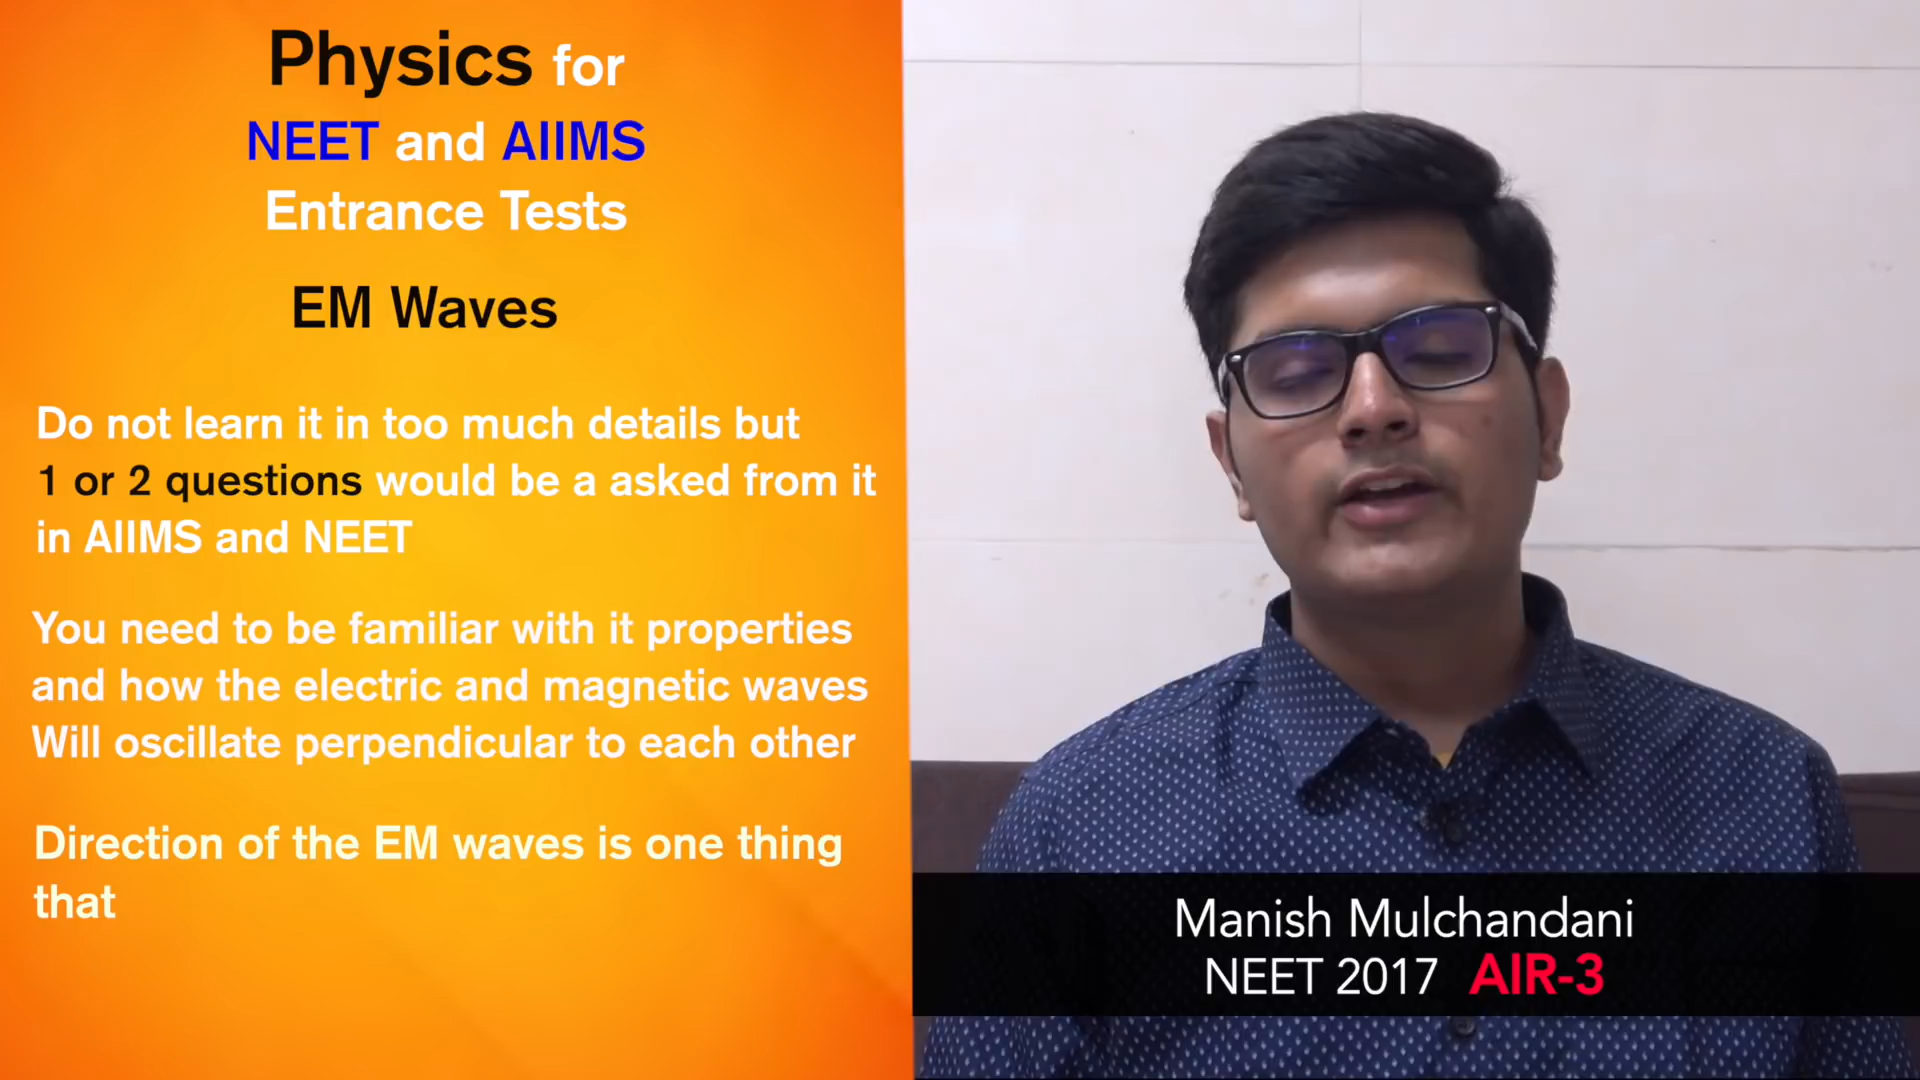 Physics for
NEET and AIIMS
Entrance Tests
EM Waves
Do not learn it in too much details but
1 or 2 questions would be a asked from it
in AIIMS and NEET
You need to be familiar with it properties
and how the electric and magnetic waves
Will oscillate perpendicular to each other
Direction of the EM waves is one thing
that
Manish Mulchandani
NEET 2017 AIR-3